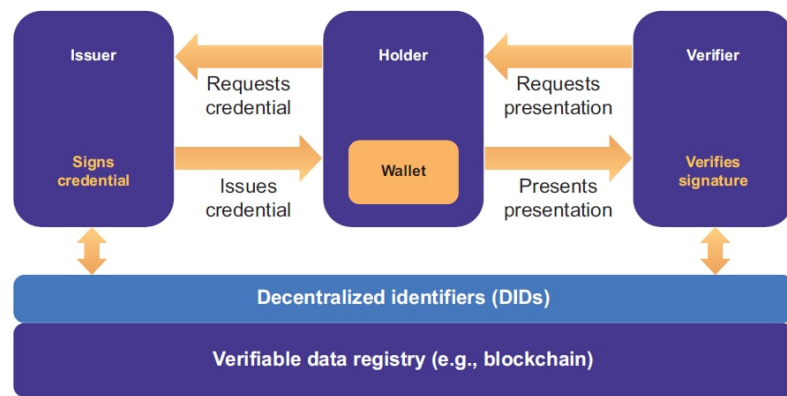 Issuer
Holder
Verifier
Requests
credential
Requests
presentation
Signs
credential
Issues
credential
Wallet
Presents
presentation
Verifies
signature
Decentralized identifiers (DIDs)
Verifiable data registry (e.g., blockchain)